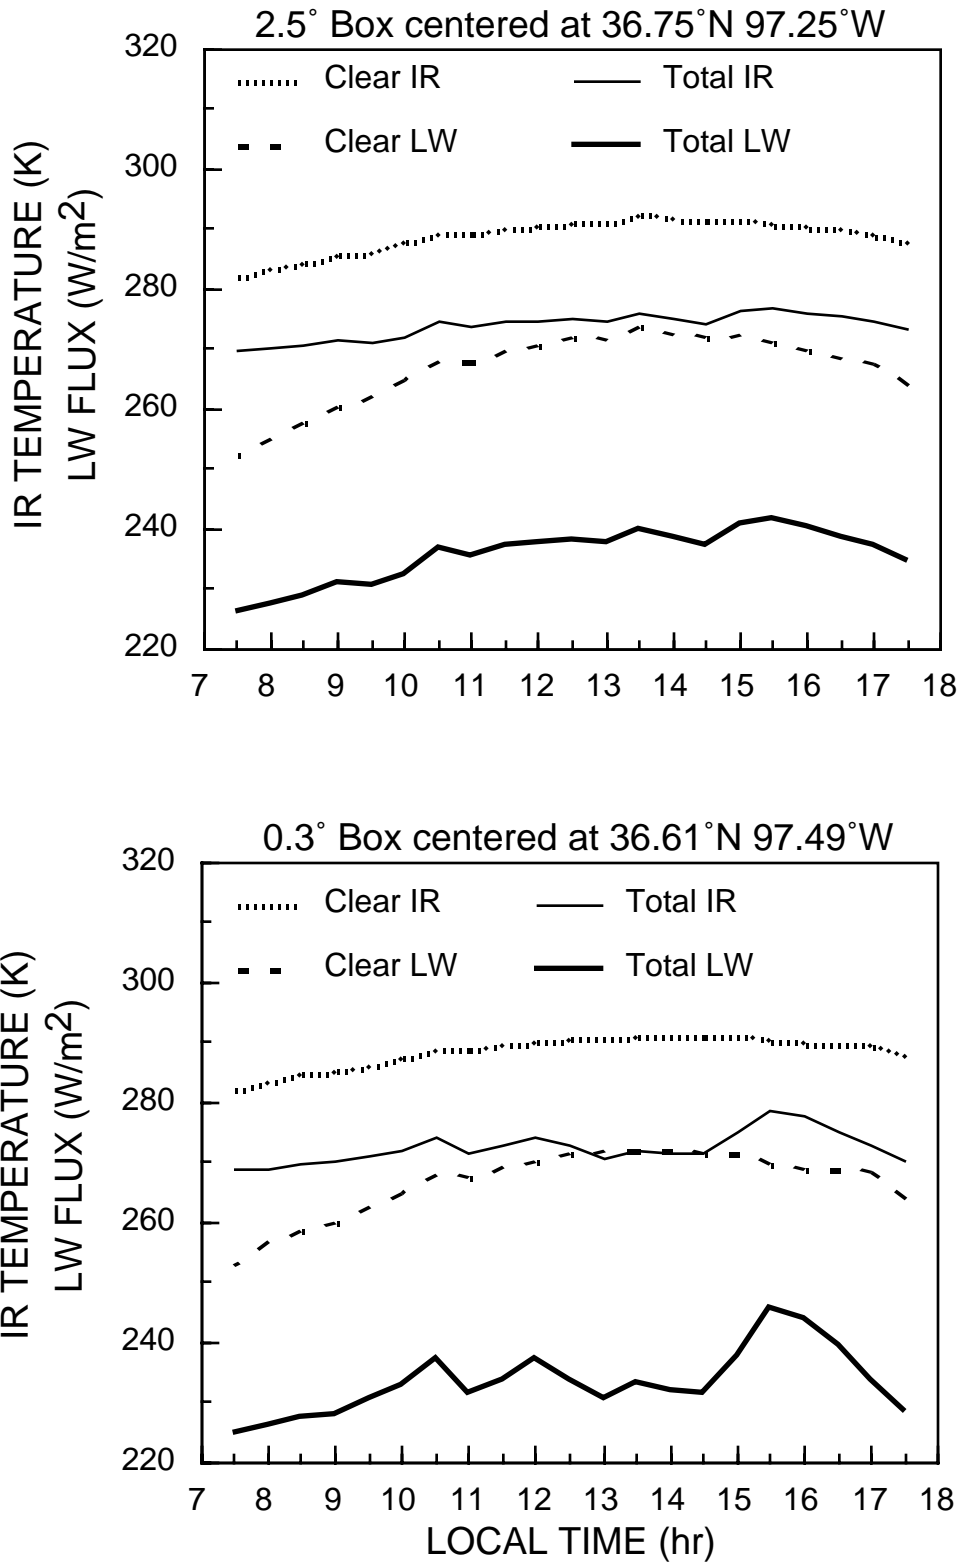 2.5° Box centered at 36.75°N 97.25°W
320
300
280
260
240
220
IR TEMPERATURE (K)
LW FLUX (W/m2)
Clear IR
Total IR
Clear LW
Total LW
7 8 9 10 11 12 13 14 15 16 17 18
0.3° Box centered at 36.61°N 97.49°W
320
300
280
260
240
220
IR TEMPERATURE (K)
LW FLUX (W/m2)
Clear IR
Total IR
Clear LW
Total LW
7 8 9 10 11 12 13 14 15 16 17 18
LOCAL TIME (hr)